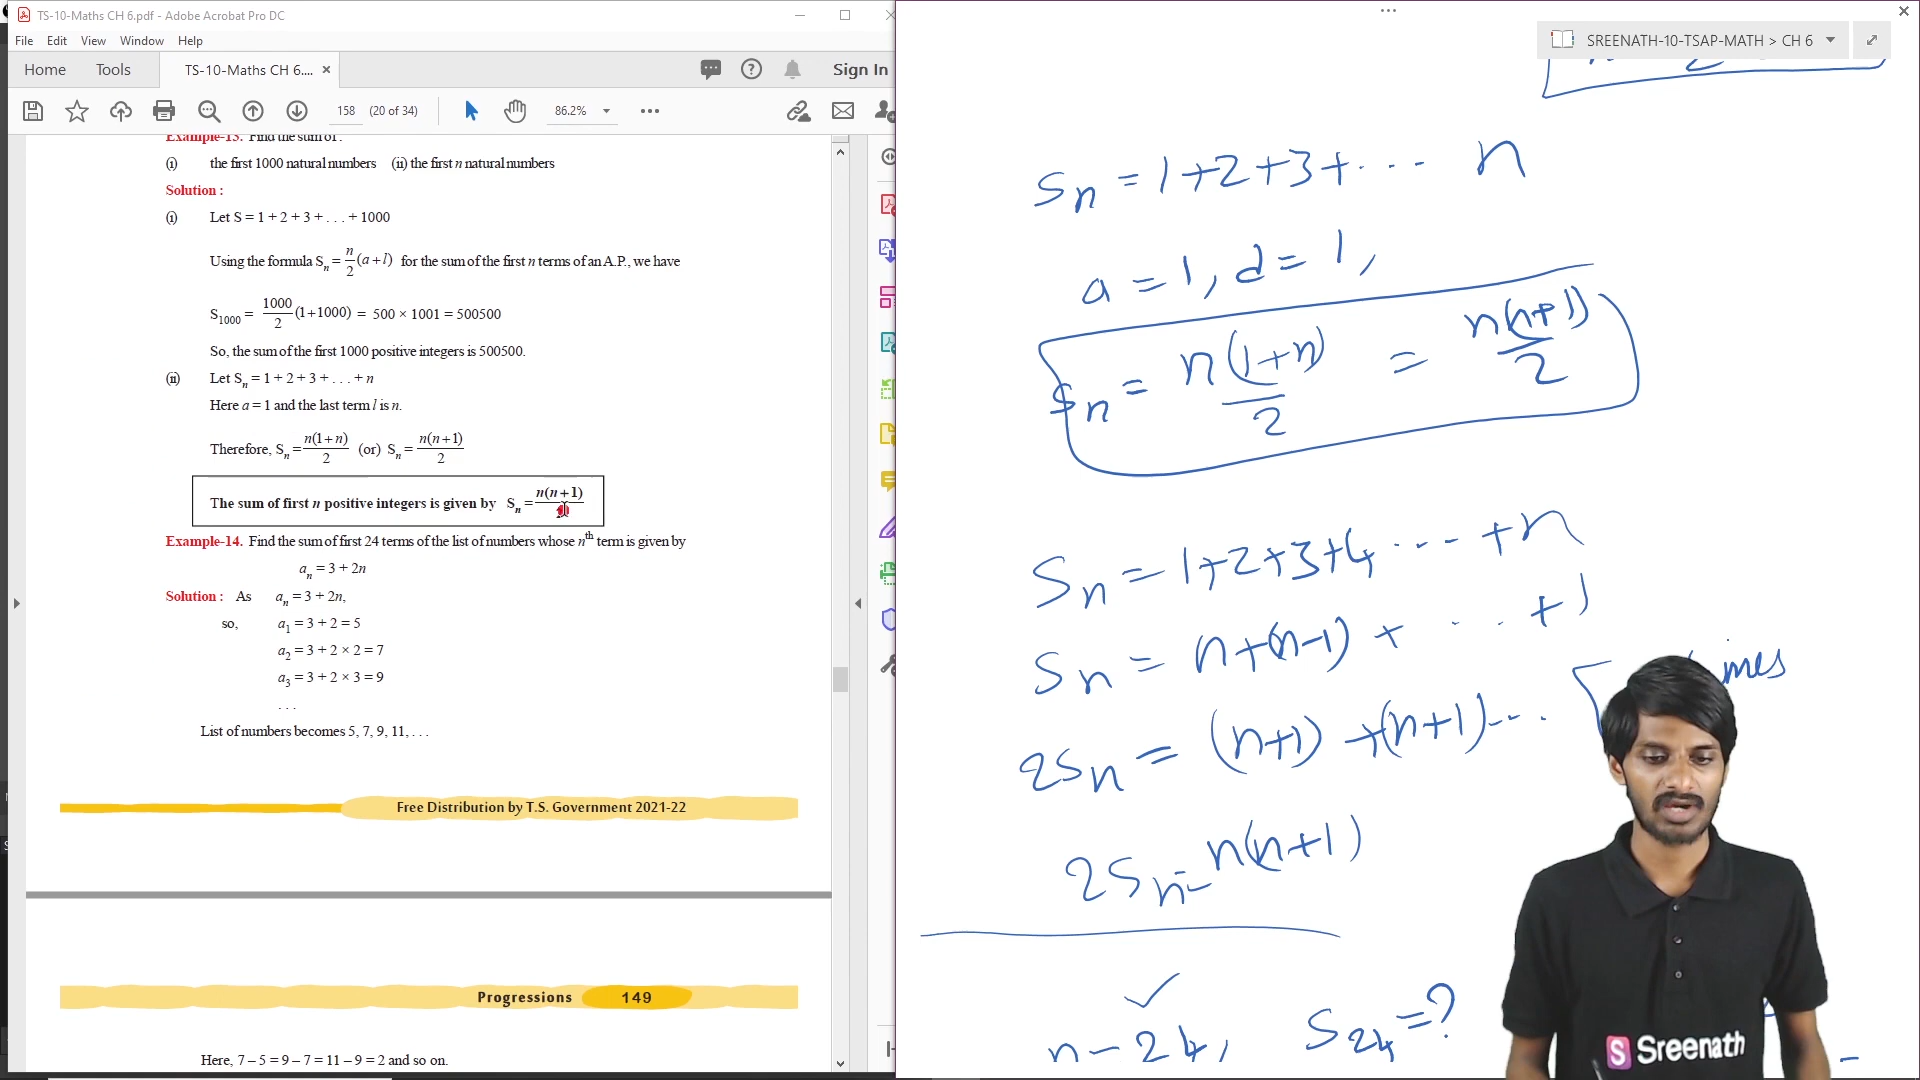 TS-10-Maths CH 6.pdf - Adobe Acrobat Pro DC
File Edit View Window Help
Home Tools TS-10-Maths CH 6.... × Sign In
158 (20 of 34) 86.2%
Example-13. Find the sum of :
(i) the first 1000 natural numbers (ii) the first n natural numbers
Solution :
(i) Let S = 1 + 2 + 3 + . . . + 1000
Using the formula Sₙ = n/2 (a + l) for the sum of the first n terms of an A.P., we have
S₁₀₀₀ = 1000/2 (1+1000) = 500 × 1001 = 500500
So, the sum of the first 1000 positive integers is 500500.
(ii) Let Sₙ = 1 + 2 + 3 + . . . + n
Here a = 1 and the last term l is n.
Therefore, Sₙ = n(1+n)/2 (or) Sₙ = n(n+1)/2
The sum of first n positive integers is given by Sₙ = n(n+1)/2
Example-14. Find the sum of first 24 terms of the list of numbers whose nᵗʰ term is given by
aₙ = 3 + 2n
Solution : As aₙ = 3 + 2n,
so, a₁ = 3 + 2 = 5
a₂ = 3 + 2 × 2 = 7
a₃ = 3 + 2 × 3 = 9
. . .
List of numbers becomes 5, 7, 9, 11, . . .
Free Distribution by T.S. Government 2021-22
Progressions 149
Here, 7 – 5 = 9 – 7 = 11 – 9 = 2 and so on.
SREENATH-10-TSAP-MATH > CH 6
Sₙ = 1+2+3+ ... n
a = 1, d = 1,
Sₙ = n(1+n)/2 = n(n+1)/2
Sₙ = 1+2+3+4 ... +n
Sₙ = n+(n-1) + ... +1
2Sₙ = (n+1) +(n+1)...
2Sₙ = n(n+1)
n - 24, S₂₄ = ?
S Sreenath